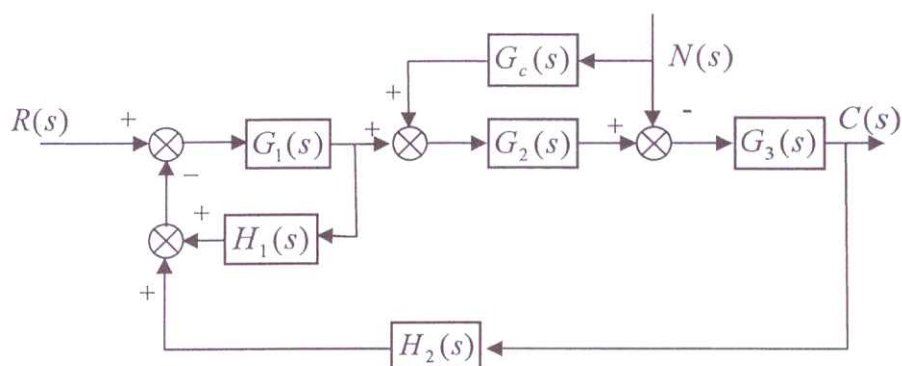 G_c(s)
N(s)
+
R(s)
+
G_1(s)
+
G_2(s)
+
-
G_3(s)
C(s)
−
+
H_1(s)
+
H_2(s)